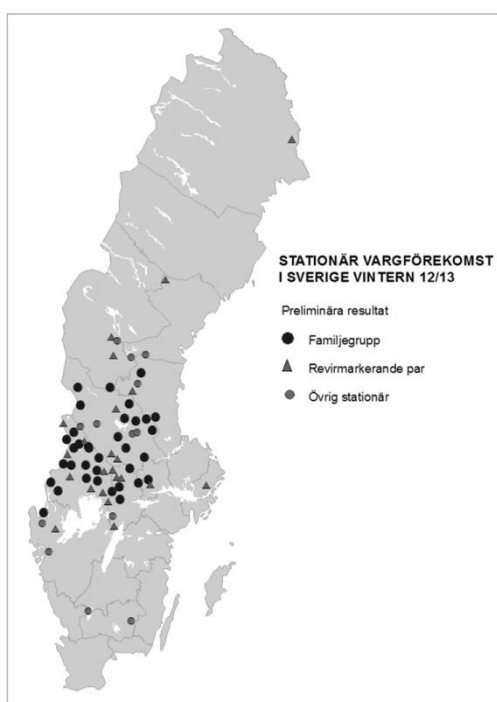 STATIONÄR VARGFÖREKOMST
I SVERIGE VINTERN 12/13
Preliminära resultat
Familjegrupp
Revirmarkerande par
Övrig stationär